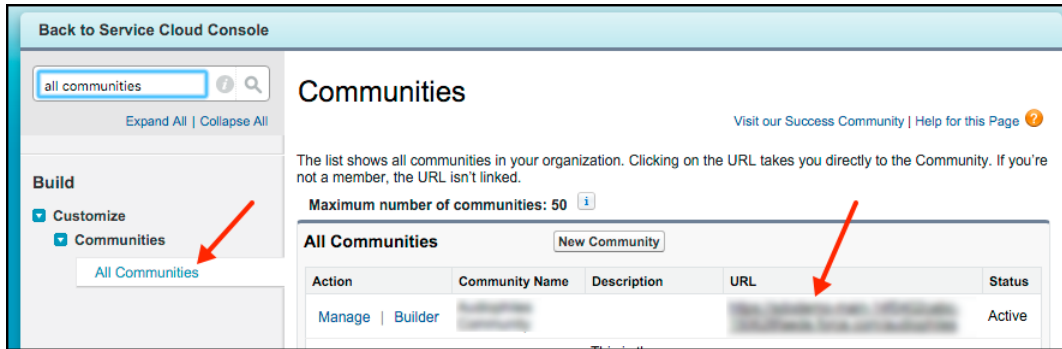 Back to Service Cloud Console
all communities
Expand All | Collapse All
Build
Customize
Communities
All Communities
Communities
Visit our Success Community | Help for this Page
The list shows all communities in your organization. Clicking on the URL takes you directly to the Community. If you're
not a member, the URL isn't linked.
Maximum number of communities: 50
All Communities
New Community
Action Community Name Description URL Status
Manage | Builder Active